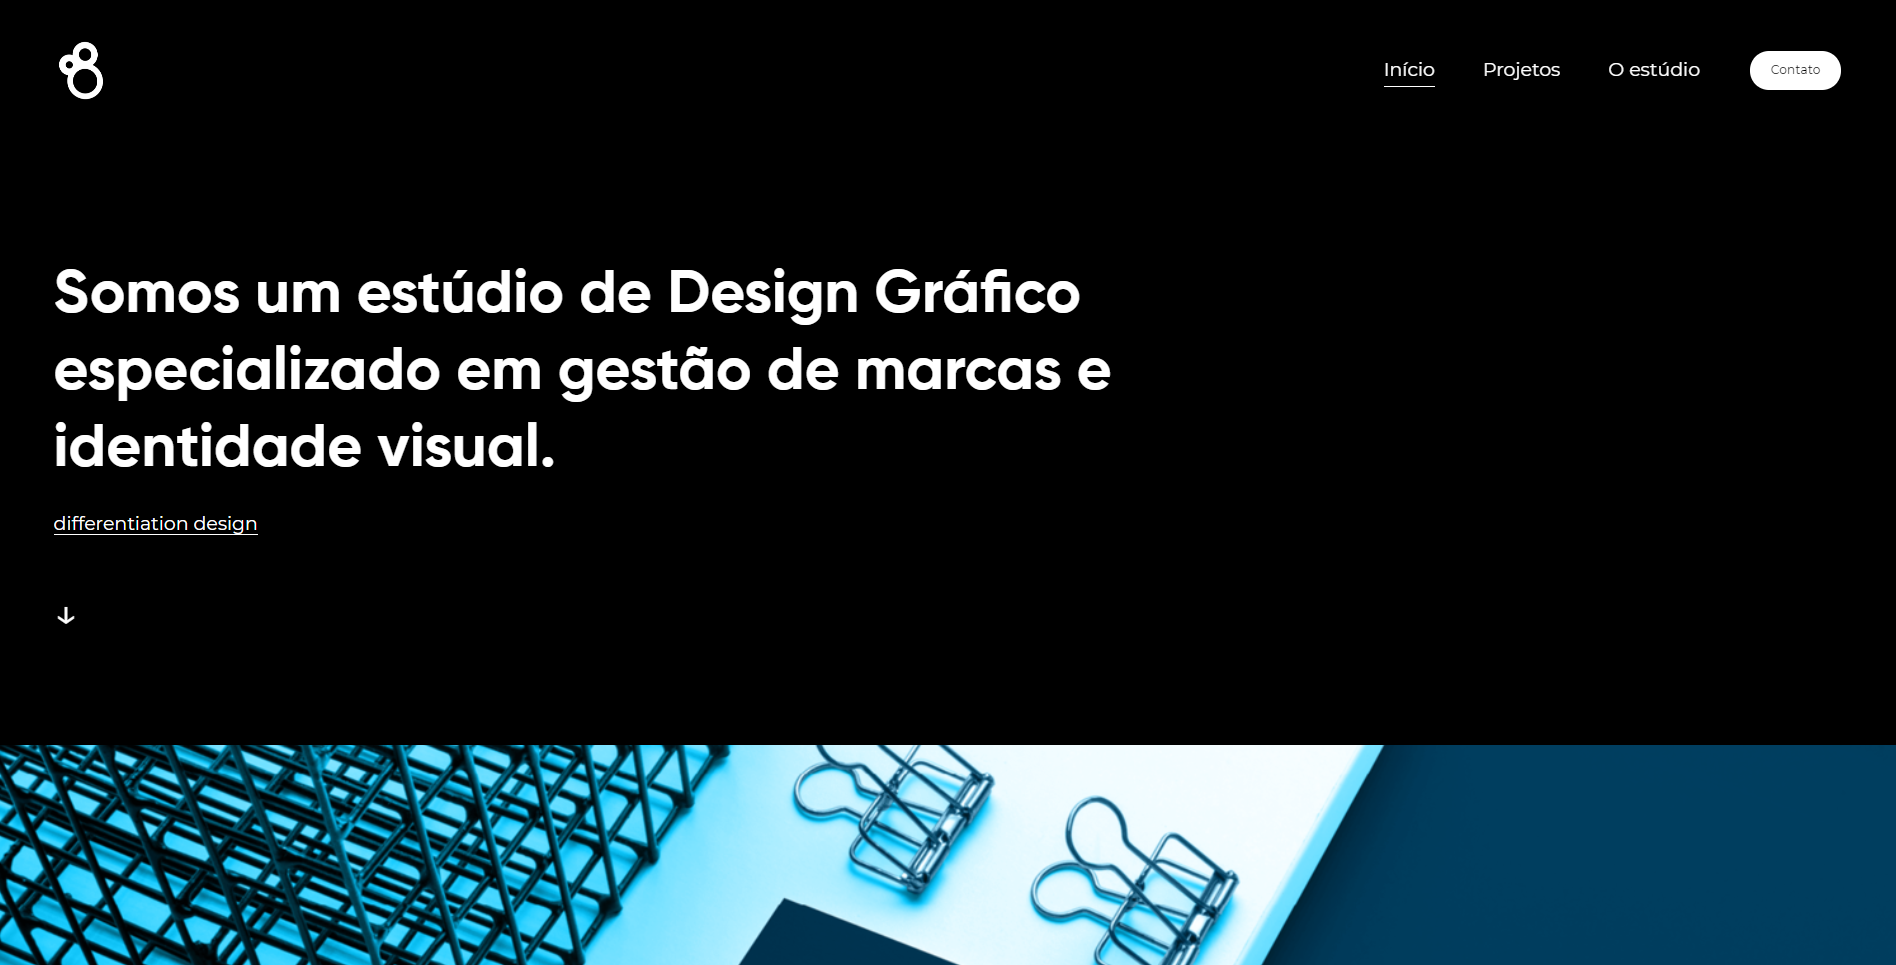 Início
Projetos
O estúdio
Contato
Somos um estúdio de Design Gráfico
especializado em gestão de marcas e
identidade visual.
differentiation design